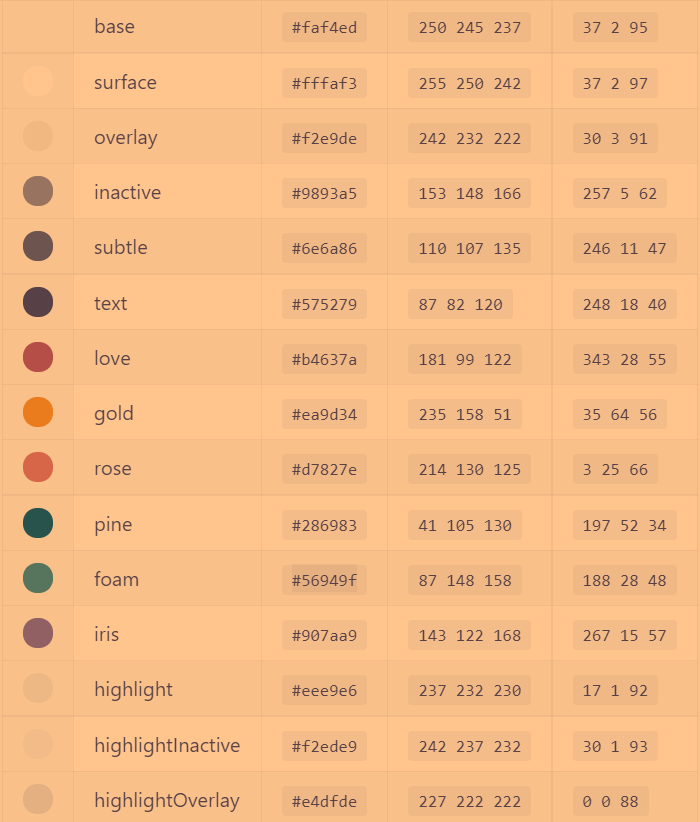 base #faf4ed 250 245 237 37 2 95
surface #fffaf3 255 250 242 37 2 97
overlay #f2e9de 242 232 222 30 3 91
inactive #9893a5 153 148 166 257 5 62
subtle #6e6a86 110 107 135 246 11 47
text #575279 87 82 120 248 18 40
love #b4637a 181 99 122 343 28 55
gold #ea9d34 235 158 51 35 64 56
rose #d7827e 214 130 125 3 25 66
pine #286983 41 105 130 197 52 34
foam #56949f 87 148 158 188 28 48
iris #907aa9 143 122 168 267 15 57
highlight #eee9e6 237 232 230 17 1 92
highlightInactive #f2ede9 242 237 232 30 1 93
highlightOverlay #e4dfde 227 222 222 0 0 88